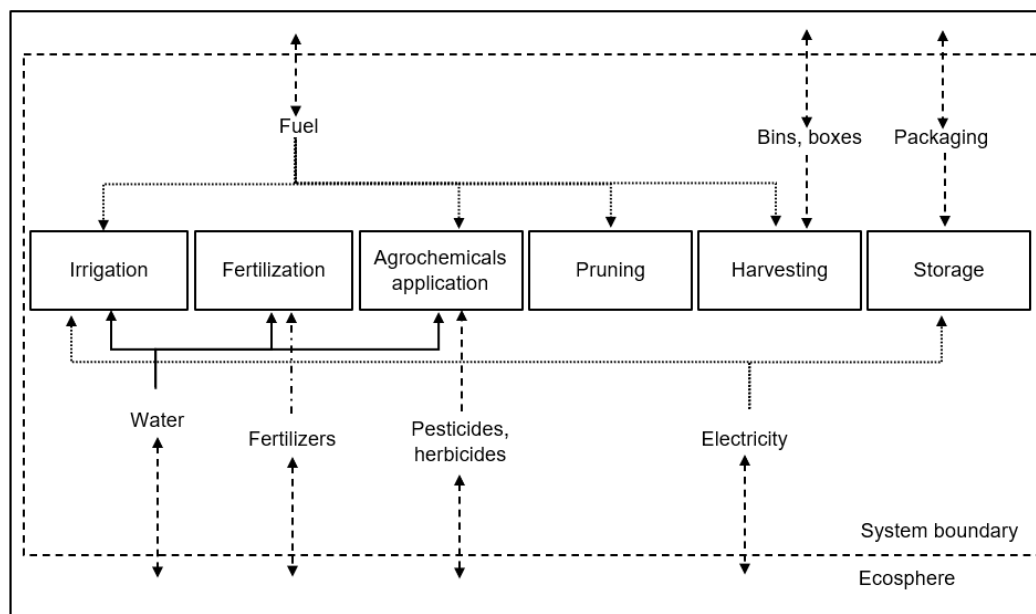 Fuel
Bins, boxes
Packaging
Irrigation
Fertilization
Agrochemicals
application
Pruning
Harvesting
Storage
Water
Fertilizers
Pesticides,
herbicides
Electricity
System boundary
Ecosphere